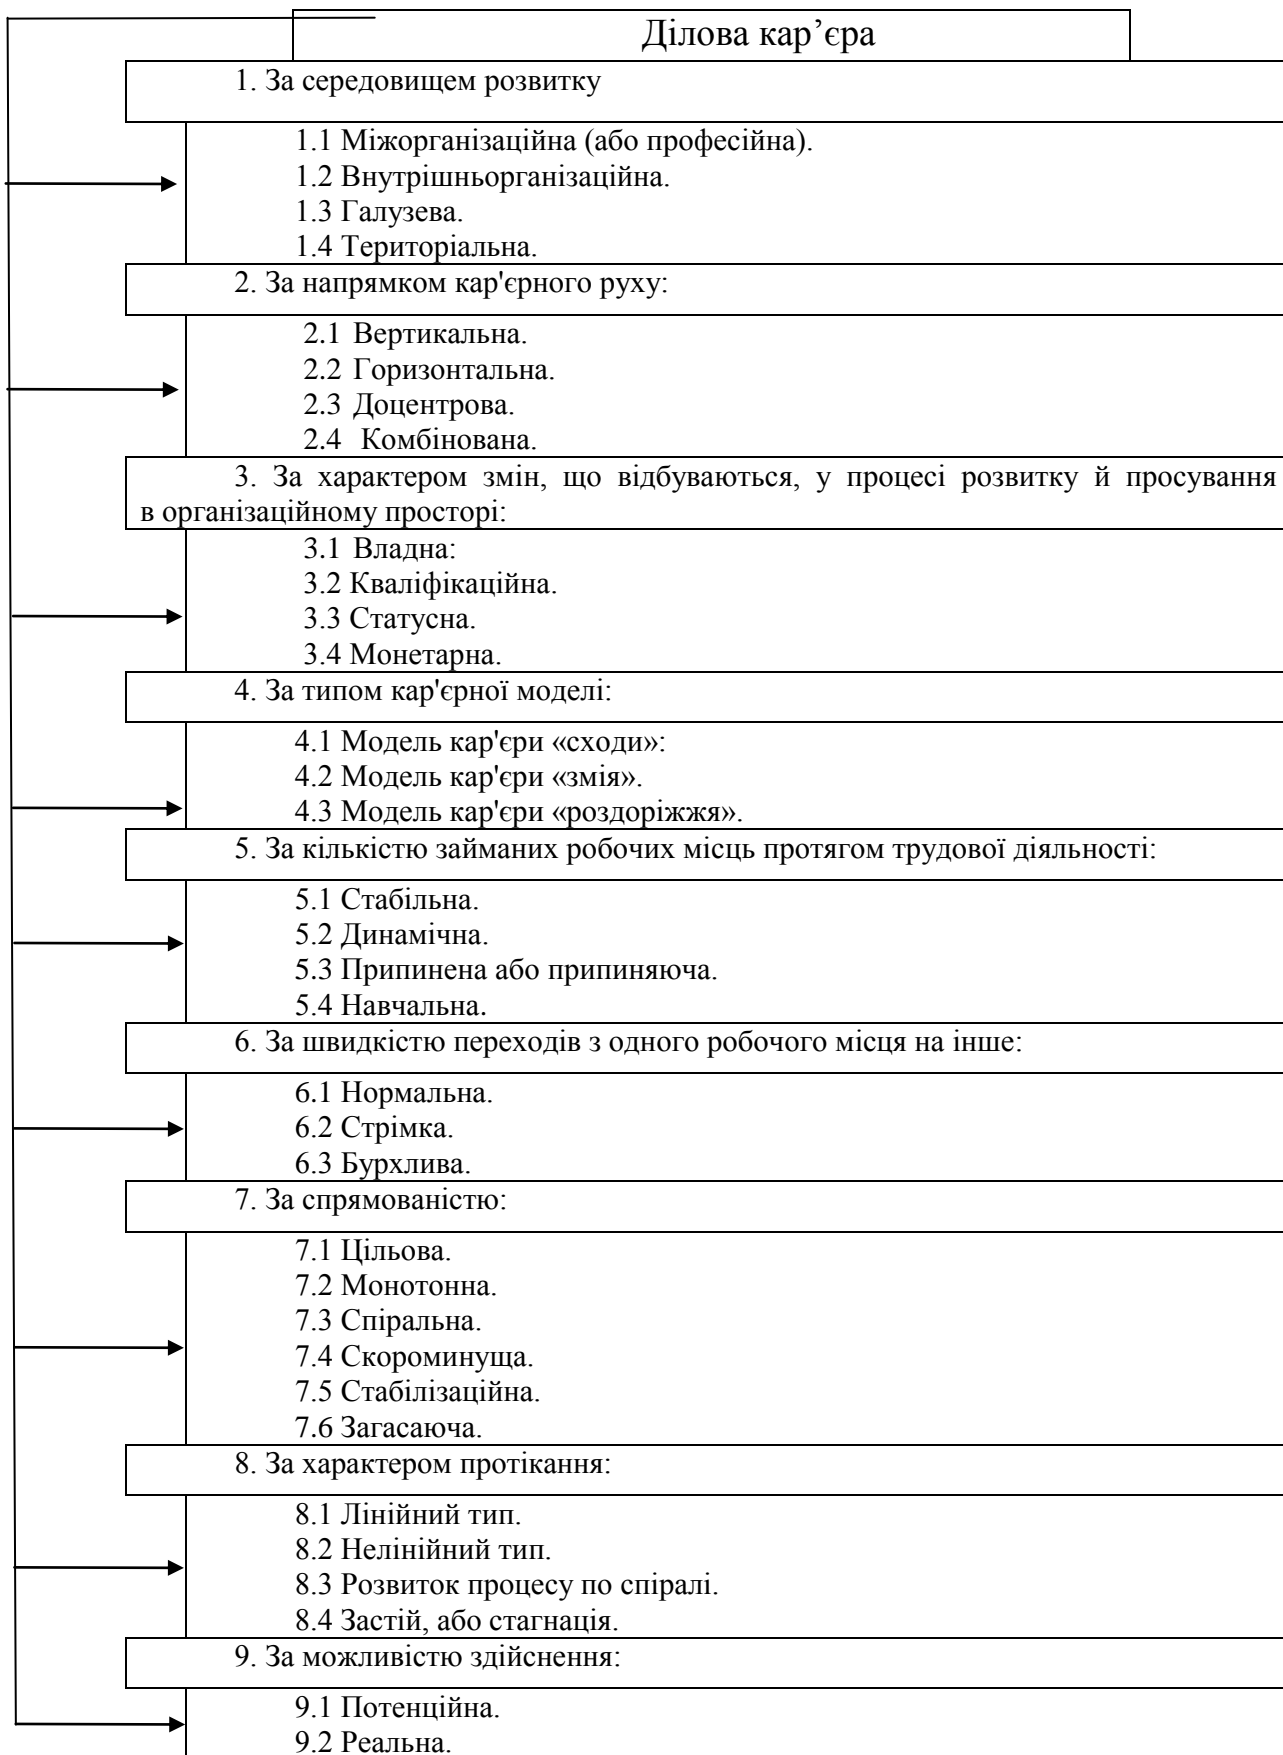 Ділова кар’єра
1. За середовищем розвитку
1.1 Міжорганізаційна (або професійна).
1.2 Внутрішньорганізаційна.
1.3 Галузева.
1.4 Територіальна.
2. За напрямком кар'єрного руху:
2.1 Вертикальна.
2.2 Горизонтальна.
2.3 Доцентрова.
2.4 Комбінована.
3. За характером змін, що відбуваються, у процесі розвитку й просування
в організаційному просторі:
3.1 Владна:
3.2 Кваліфікаційна.
3.3 Статусна.
3.4 Монетарна.
4. За типом кар'єрної моделі:
4.1 Модель кар'єри «сходи»:
4.2 Модель кар'єри «змія».
4.3 Модель кар'єри «роздоріжжя».
5. За кількістю займаних робочих місць протягом трудової діяльності:
5.1 Стабільна.
5.2 Динамічна.
5.3 Припинена або припиняюча.
5.4 Навчальна.
6. За швидкістю переходів з одного робочого місця на інше:
6.1 Нормальна.
6.2 Стрімка.
6.3 Бурхлива.
7. За спрямованістю:
7.1 Цільова.
7.2 Монотонна.
7.3 Спіральна.
7.4 Скороминуща.
7.5 Стабілізаційна.
7.6 Загасаюча.
8. За характером протікання:
8.1 Лінійний тип.
8.2 Нелінійний тип.
8.3 Розвиток процесу по спіралі.
8.4 Застій, або стагнація.
9. За можливістю здійснення:
9.1 Потенційна.
9.2 Реальна.